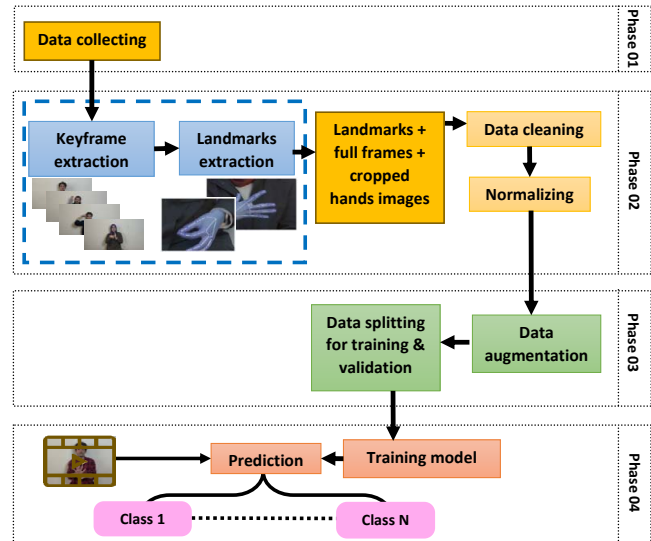 Data collecting
Phase 01
Keyframe
extraction
Landmarks
extraction
Landmarks +
full frames +
cropped
hands images
Data cleaning
Normalizing
Phase 02
Data splitting
for training &
validation
Data
augmentation
Phase 03
Prediction
Training model
Class 1
Class N
Phase 04